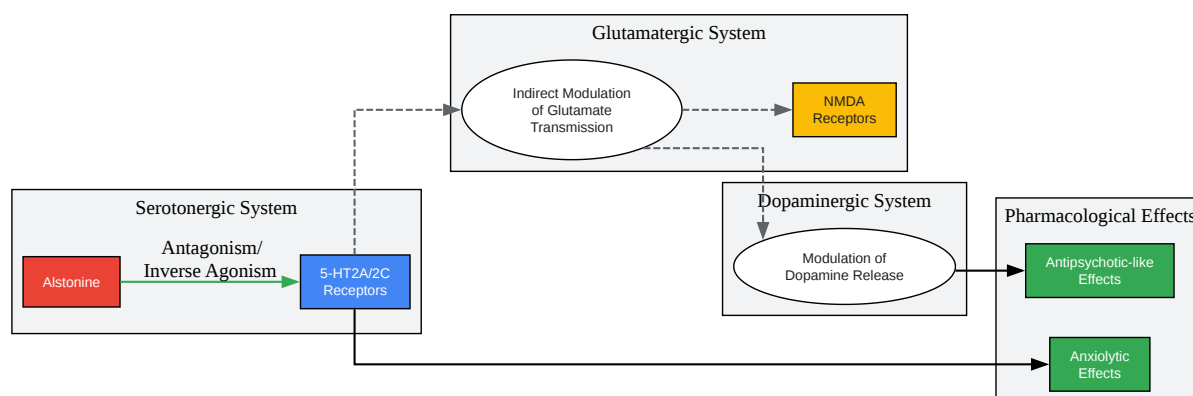 Glutamatergic System
Indirect Modulation
of Glutamate
Transmission
NMDA
Receptors
Serotonergic System
Antagonism/
Inverse Agonism
Alstonine
5-HT2A/2C
Receptors
Dopaminergic System
Modulation of
Dopamine Release
Pharmacological Effects
Antipsychotic-like
Effects
Anxiolytic
Effects